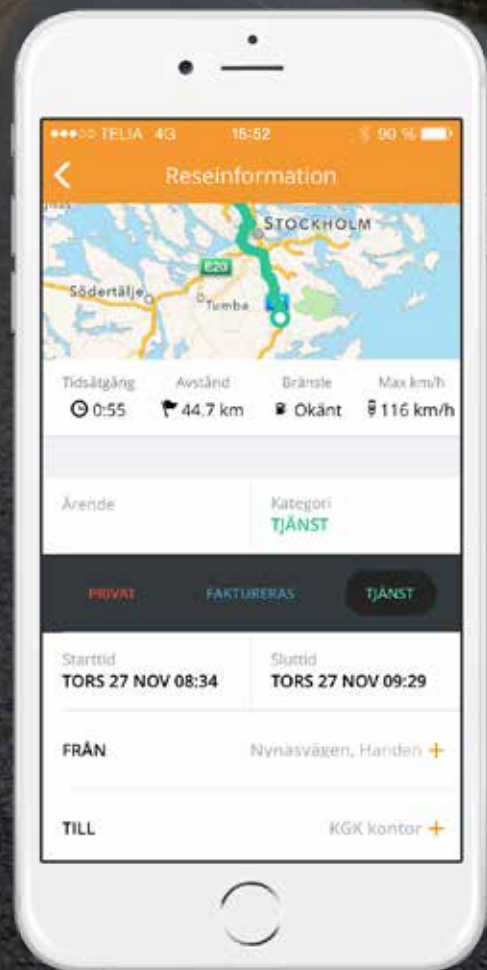 TELIA 4G 15:52 90 %
Reseinformation
STOCKHOLM
E20
Södertälje
Tumba
Tidsåtgång Avstånd Bränsle Max km/h
0:55 44.7 km Okänt 116 km/h
Ärende Kategori
TJÄNST
PRIVAT FAKTURERAS TJÄNST
Starttid Sluttid
TORS 27 NOV 08:34 TORS 27 NOV 09:29
FRÅN Nynäsvägen, Handen +
TILL KGK kontor +